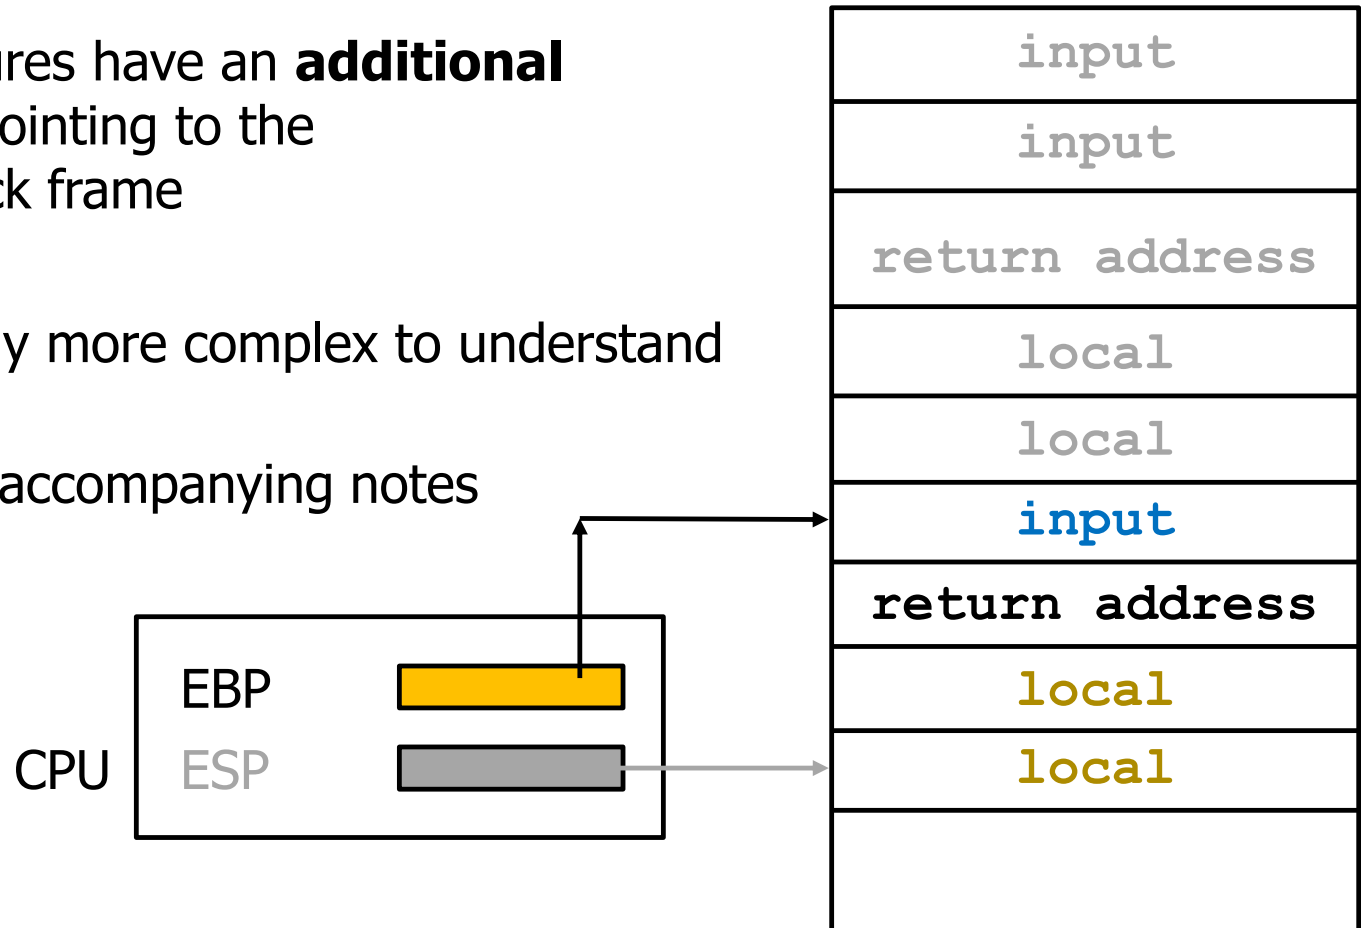 ures have an additional
ointing to the
ck frame
y more complex to understand
accompanying notes
input
input
return address
local
local
input
return address
local
local
EBP
CPU ESP